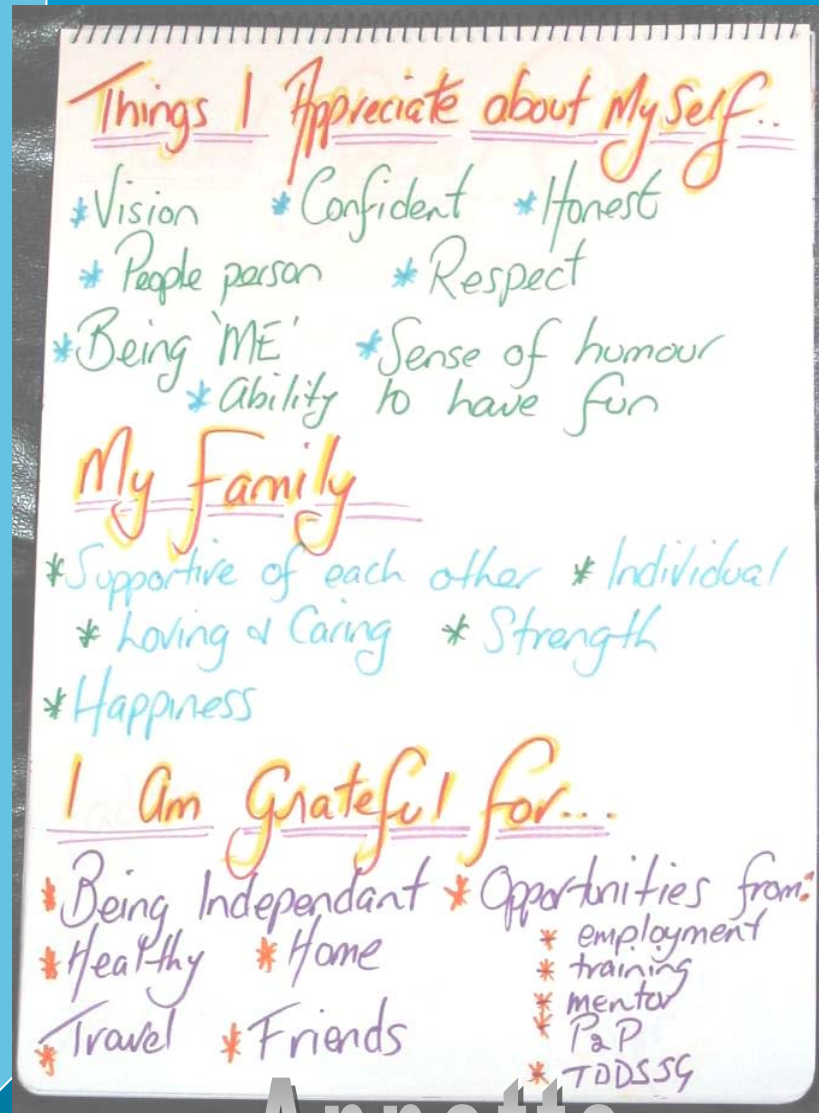 Things I Appreciate about Myself..
*Vision *Confident *Honest
* People person * Respect
*Being 'ME' *Sense of humour
* ability to have fun
My Family
*Supportive of each other * Individual
* Loving & Caring * Strength
*Happiness
I Am Grateful for...
*Being Independant * Opportunities from:
* employment
*Healthy * Home
* training
* mentor
*Travel * Friends
* P2P
* TDDSSG
Annette